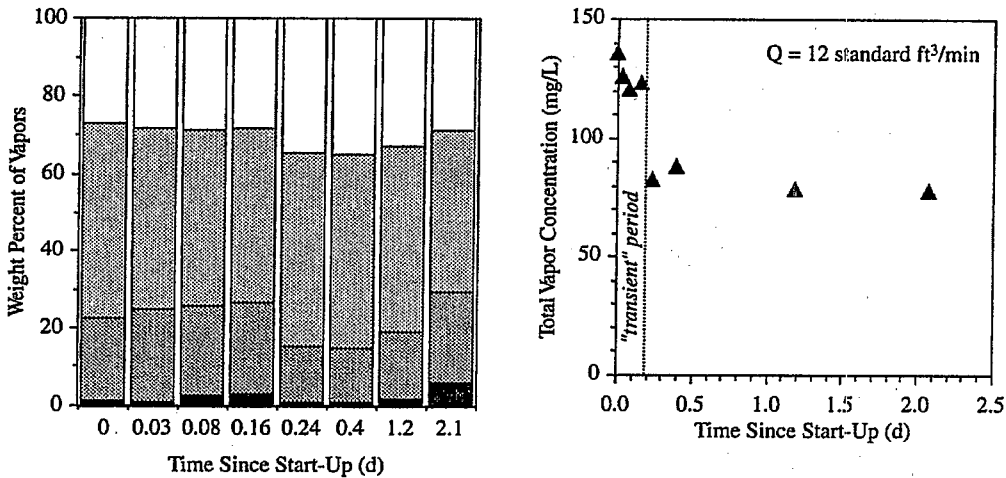 100
80
60
40
20
0
Weight Percent of Vapors
0 0.03 0.08 0.16 0.24 0.4 1.2 2.1
Time Since Start-Up (d)
150
100
50
0
Total Vapor Concentration (mg/L)
Q = 12 standard ft³/min
"transient" period
0.0 0.5 1.0 1.5 2.0 2.5
Time Since Start-Up (d)